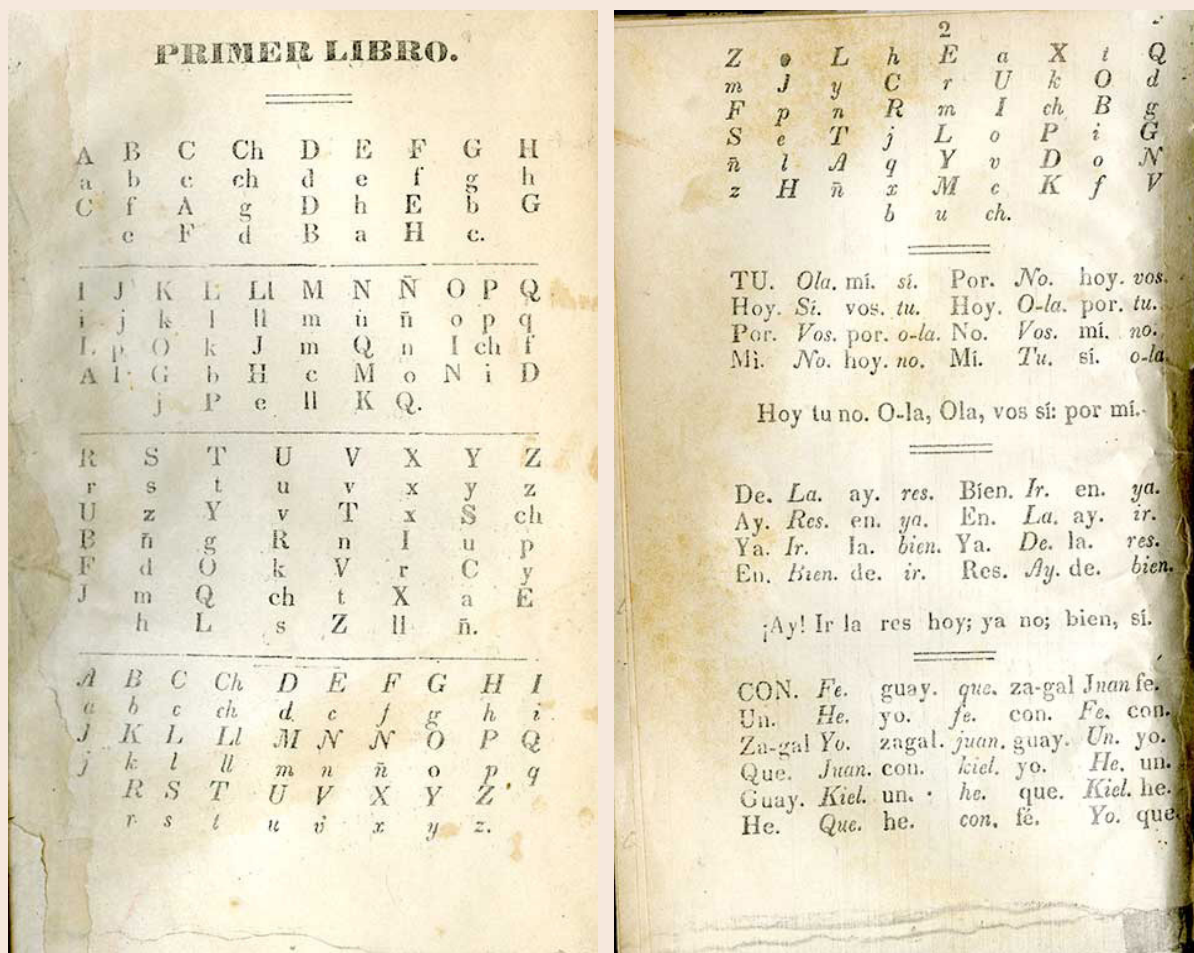 PRIMER LIBRO.
A B C Ch D E F G H
a b c ch d e f g h
C f A g D h E b G
e F d B a H c.
I J K L Ll M N Ñ O P Q
i j k l ll m n ñ o p q
L p O k J m Q n I ch f
A l G b H c M o N i D
j P e ll K Q.
R S T U V X Y Z
r s t u v x y z
U z Y v T x S ch
B ñ g R n I u p
F d O k V r C y
J m Q ch t X a E
h L s Z ll ñ.
A B C Ch D E F G H I
a b c ch d e f g h i
J K L Ll M N N O P Q
j k l ll m n ñ o p q
R S T U V X Y Z
r s t u v x y z.
2
Z L h E a X t Q
m J y C r U k O d
F p n R m I ch B g
S e T j L o P i G
ñ l A q Y v D o N
z H ñ x M c K f V
b u ch.
TU. Ola. mí. sí. Por. No. hoy. vos.
Hoy. Sí. vos. tu. Hoy. O-la. por. tu.
Por. Vos. por. o-la. No. Vos. mí. no.
Mì. No. hoy. no. Mí. Tu. sí. o-la.
Hoy tu no. O-la, Ola, vos sí: por mí.
De. La. ay. res. Bien. Ir. en. ya.
Ay. Res. en. ya. En. La. ay. ir.
Ya. Ir. la. bien. Ya. De. la. res.
En. Bien. de. ir. Res. Ay. de. bien.
¡Ay! Ir la res hoy; ya no; bien, sí.
CON. Fe. guay. que. za-gal Jnan fe.
Un. He. yo. fe. con. Fe. con.
Za-gal Yo. zagal. juan. guay. Un. yo.
Que. Juan. con. kiel. yo. He. un.
Guay. Kiel. un. he. que. Kiel. he.
He. Que. he. con. fé. Yo. que